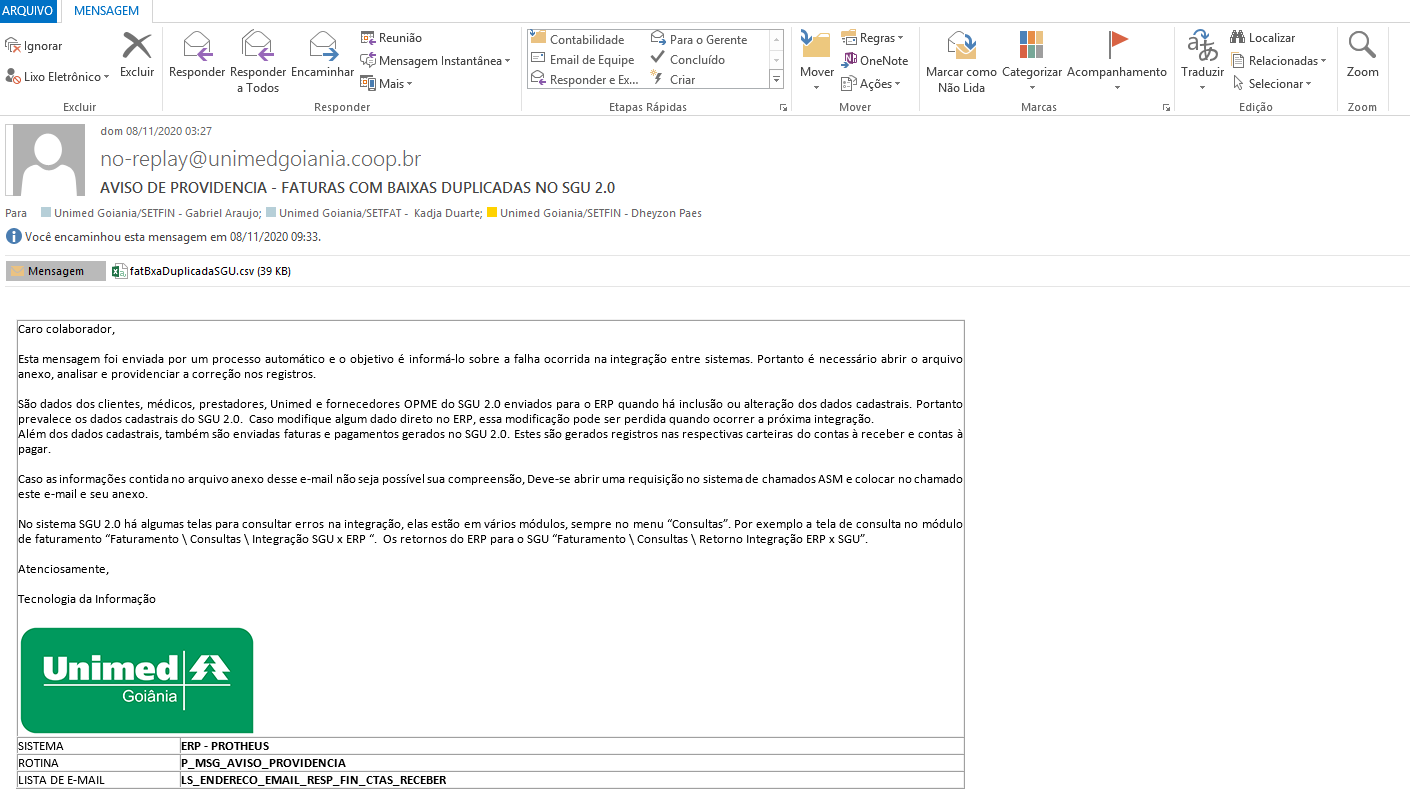 ARQUIVO MENSAGEM
Ignorar
Lixo Eletrônico
Excluir
Excluir
Responder
Responder a Todos
Encaminhar
Reunião
Mensagem Instantânea
Mais
Responder
Contabilidade
Email de Equipe
Responder e Ex...
Para o Gerente
Concluído
Criar
Etapas Rápidas
Mover
Regras
OneNote
Ações
Mover
Marcar como Não Lida
Categorizar
Acompanhamento
Marcas
Traduzir
Localizar
Relacionadas
Selecionar
Edição
Zoom
Zoom
dom 08/11/2020 03:27
no-replay@unimedgoiania.coop.br
AVISO DE PROVIDENCIA - FATURAS COM BAIXAS DUPLICADAS NO SGU 2.0
Para Unimed Goiania/SETFIN - Gabriel Araujo; Unimed Goiania/SETFAT - Kadja Duarte; Unimed Goiania/SETFIN - Dheyzon Paes
Você encaminhou esta mensagem em 08/11/2020 09:33.
Mensagem fatBxaDuplicadaSGU.csv (39 KB)
Caro colaborador,
Esta mensagem foi enviada por um processo automático e o objetivo é informá-lo sobre a falha ocorrida na integração entre sistemas. Portanto é necessário abrir o arquivo
anexo, analisar e providenciar a correção nos registros.
São dados dos clientes, médicos, prestadores, Unimed e fornecedores OPME do SGU 2.0 enviados para o ERP quando há inclusão ou alteração dos dados cadastrais. Portanto
prevalece os dados cadastrais do SGU 2.0. Caso modifique algum dado direto no ERP, essa modificação pode ser perdida quando ocorrer a próxima integração.
Além dos dados cadastrais, também são enviadas faturas e pagamentos gerados no SGU 2.0. Estes são gerados registros nas respectivas carteiras do contas à receber e contas à
pagar.
Caso as informações contida no arquivo anexo desse e-mail não seja possível sua compreensão, Deve-se abrir uma requisição no sistema de chamados ASM e colocar no chamado
este e-mail e seu anexo.
No sistema SGU 2.0 há algumas telas para consultar erros na integração, elas estão em vários módulos, sempre no menu “Consultas”. Por exemplo a tela de consulta no módulo
de faturamento “Faturamento \ Consultas \ Integração SGU x ERP “. Os retornos do ERP para o SGU “Faturamento \ Consultas \ Retorno Integração ERP x SGU”.
Atenciosamente,
Tecnologia da Informação
Unimed
Goiânia
SISTEMA ERP - PROTHEUS
ROTINA P_MSG_AVISO_PROVIDENCIA
LISTA DE E-MAIL LS_ENDERECO_EMAIL_RESP_FIN_CTAS_RECEBER